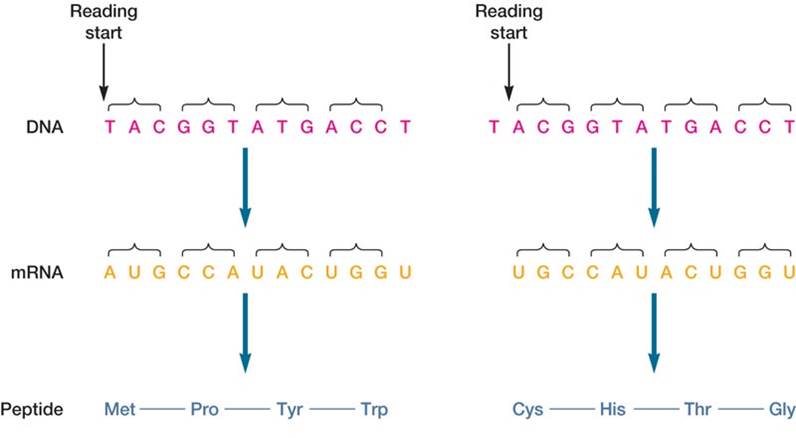 Reading start
Reading start
DNA T A C G G T A T G A C C T
T A C G G T A T G A C C T
mRNA A U G C C A U A C U G G U
U G C C A U A C U G G U
Peptide Met Pro Tyr Trp
Cys His Thr Gly